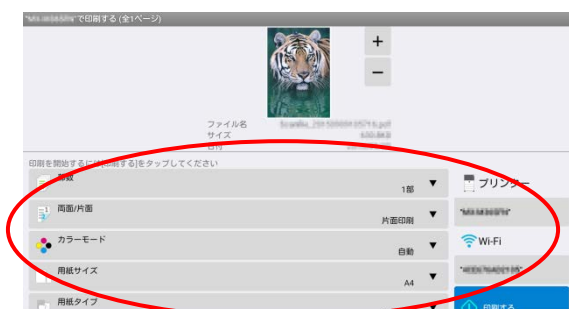 で印刷する (全1ページ)
+
−
ファイル名
サイズ
日付
印刷を開始するには[印刷する]をタップしてください
部数
1部
両面/片面
片面印刷
カラーモード
自動
用紙サイズ
A4
用紙タイプ
プリンター
Wi-Fi
印刷する